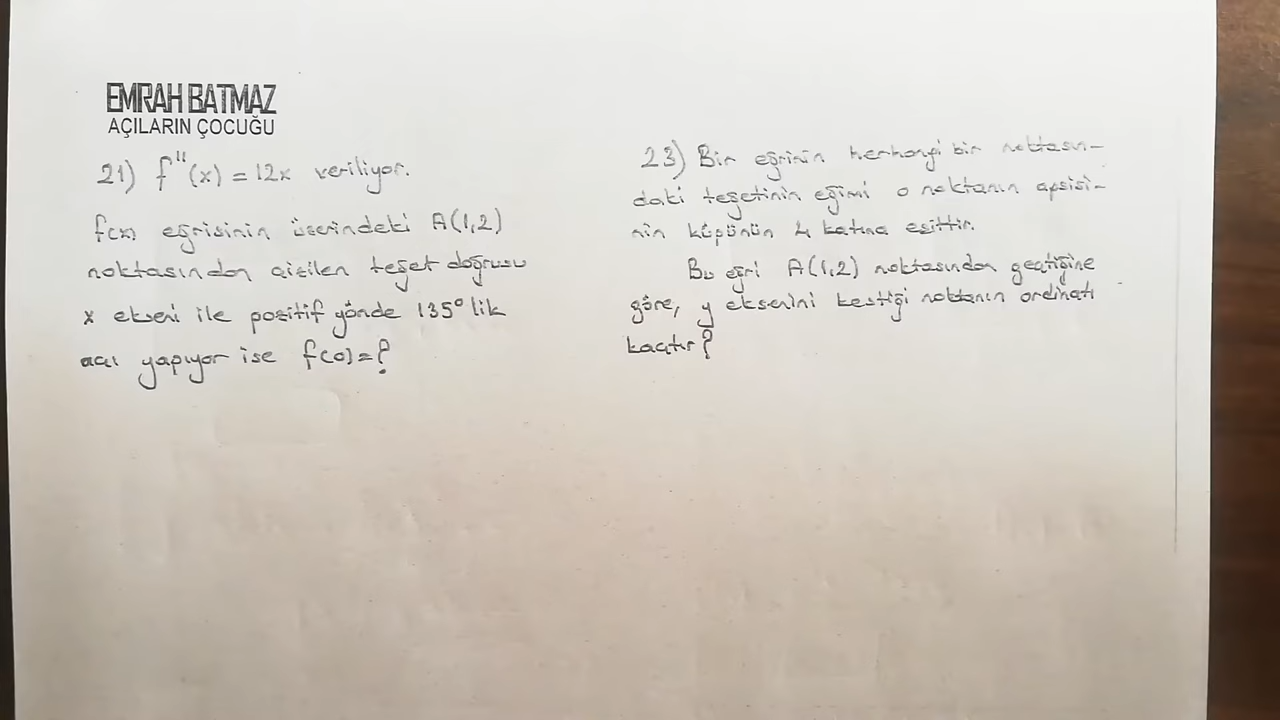 EMRAH BATMAZ
AÇILARIN ÇOCUĞU
21) f''(x) = 12x veriliyor.
f(x) eğrisinin üzerindeki A(1,2)
noktasından çizilen teğet doğrusu
x ekseni ile pozitif yönde 135° lik
açı yapıyor ise f(0)=?
23) Bir eğrinin herhangi bir noktasın-
daki teğetinin eğimi o noktanın apsisi-
nin küpünün 4 katına eşittir.
Bu eğri A(1,2) noktasından geçtiğine
göre, y eksenini kestiği noktanın ordinatı
kaçtır?